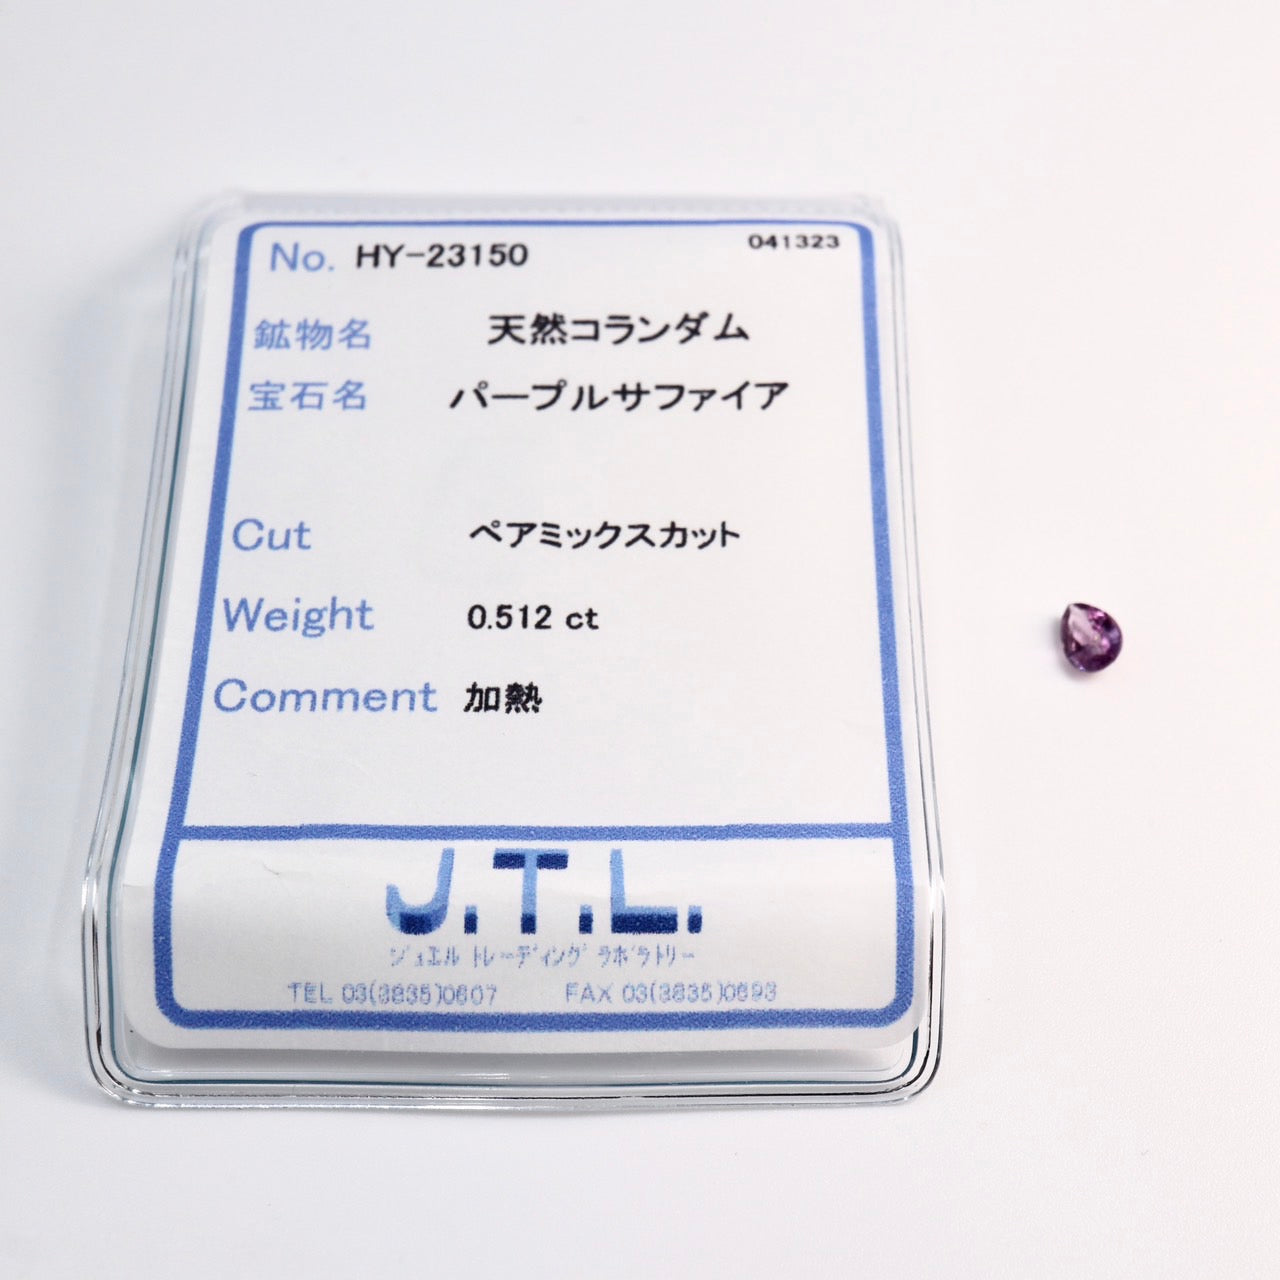 No. HY-23150 041323
鉱物名 天然コランダム
宝石名 パープルサファイア
Cut ペアミックスカット
Weight 0.512 ct
Comment 加熱
J.T.L.
ジュエル トレーディング ラボラトリー
TEL 03(3835)0607 FAX 03(3835)0693